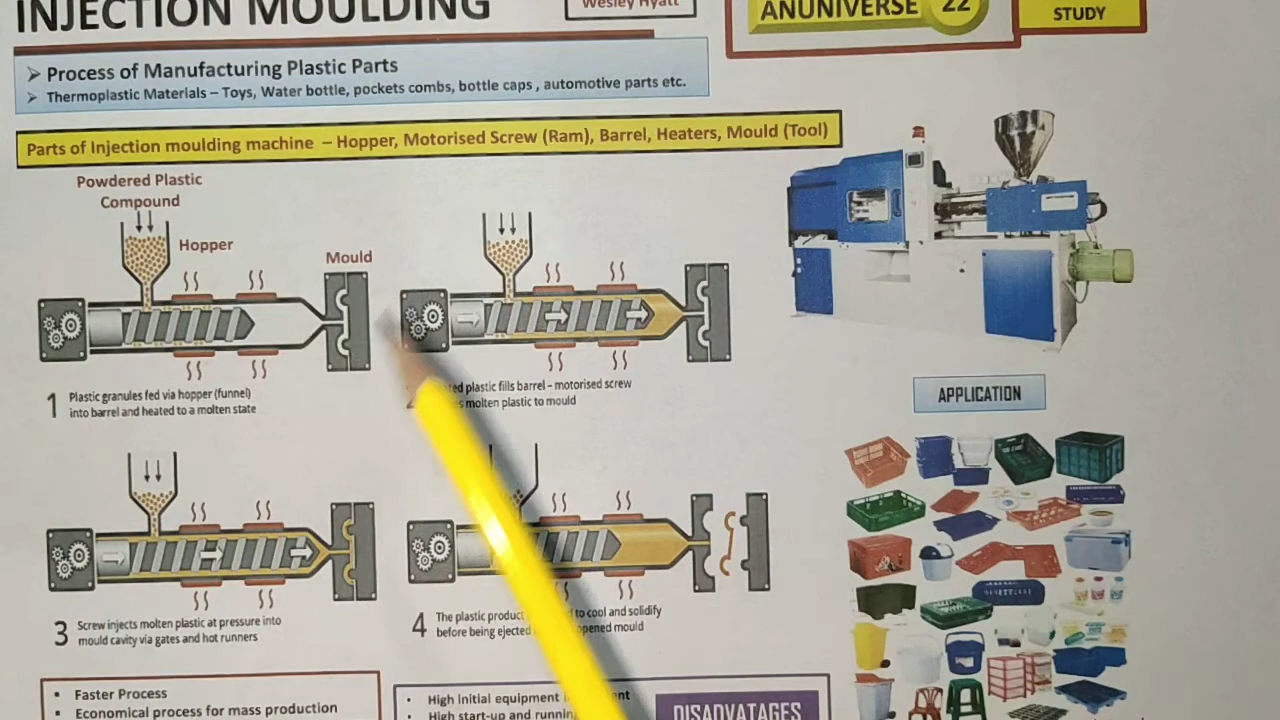 INJECTION MOULDING
Wesley Hyatt
ANUNIVERSE 22
STUDY
Process of Manufacturing Plastic Parts
Thermoplastic Materials – Toys, Water bottle, pockets combs, bottle caps , automotive parts etc.
Parts of Injection moulding machine – Hopper, Motorised Screw (Ram), Barrel, Heaters, Mould (Tool)
Powdered Plastic
Compound
Hopper
Mould
1 Plastic granules fed via hopper (funnel)
into barrel and heated to a molten state
plastic fills barrel – motorised screw
molten plastic to mould
APPLICATION
3 Screw injects molten plastic at pressure into
mould cavity via gates and hot runners
4 The plastic product to cool and solidify
before being ejected opened mould
Faster Process
Economical process for mass production
High Initial equipment
High start-up and
DISADVATAGES